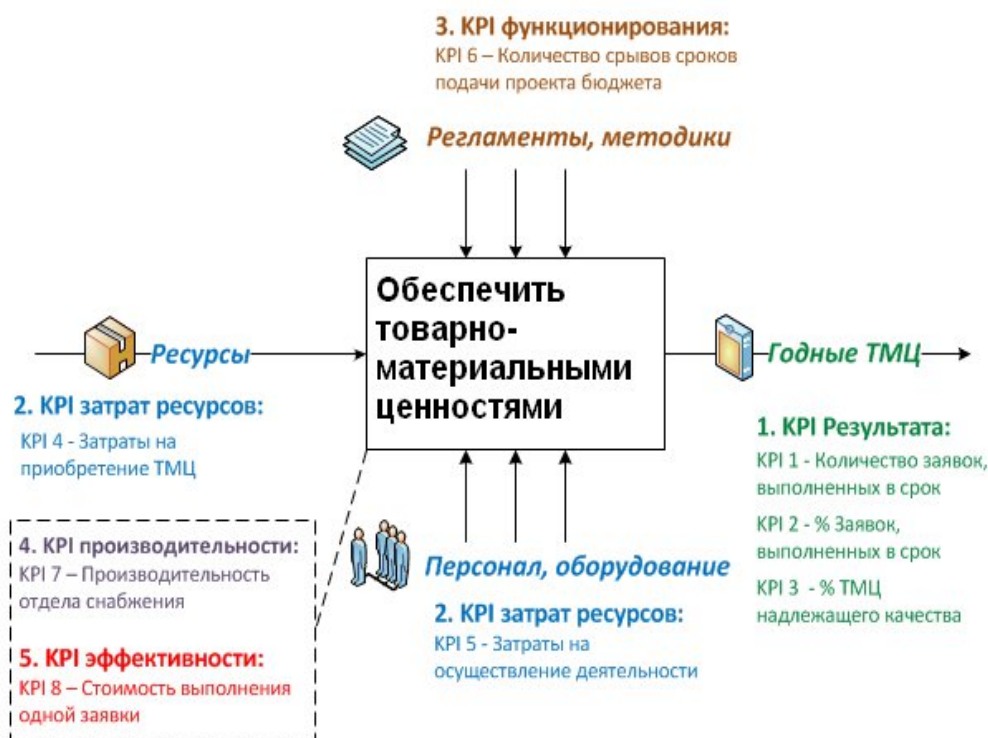 3. KPI функционирования:
KPI 6 – Количество срывов сроков
подачи проекта бюджета
Регламенты, методики
Обеспечить
товарно-
материальными
ценностями
Ресурсы
2. KPI затрат ресурсов:
KPI 4 - Затраты на
приобретение ТМЦ
Годные ТМЦ
1. KPI Результата:
KPI 1 - Количество заявок,
выполненных в срок
KPI 2 - % Заявок,
выполненных в срок
KPI 3 - % ТМЦ
надлежащего качества
4. KPI производительности:
KPI 7 – Производительность
отдела снабжения
5. KPI эффективности:
KPI 8 – Стоимость выполнения
одной заявки
Персонал, оборудование
2. KPI затрат ресурсов:
KPI 5 - Затраты на
осуществление деятельности